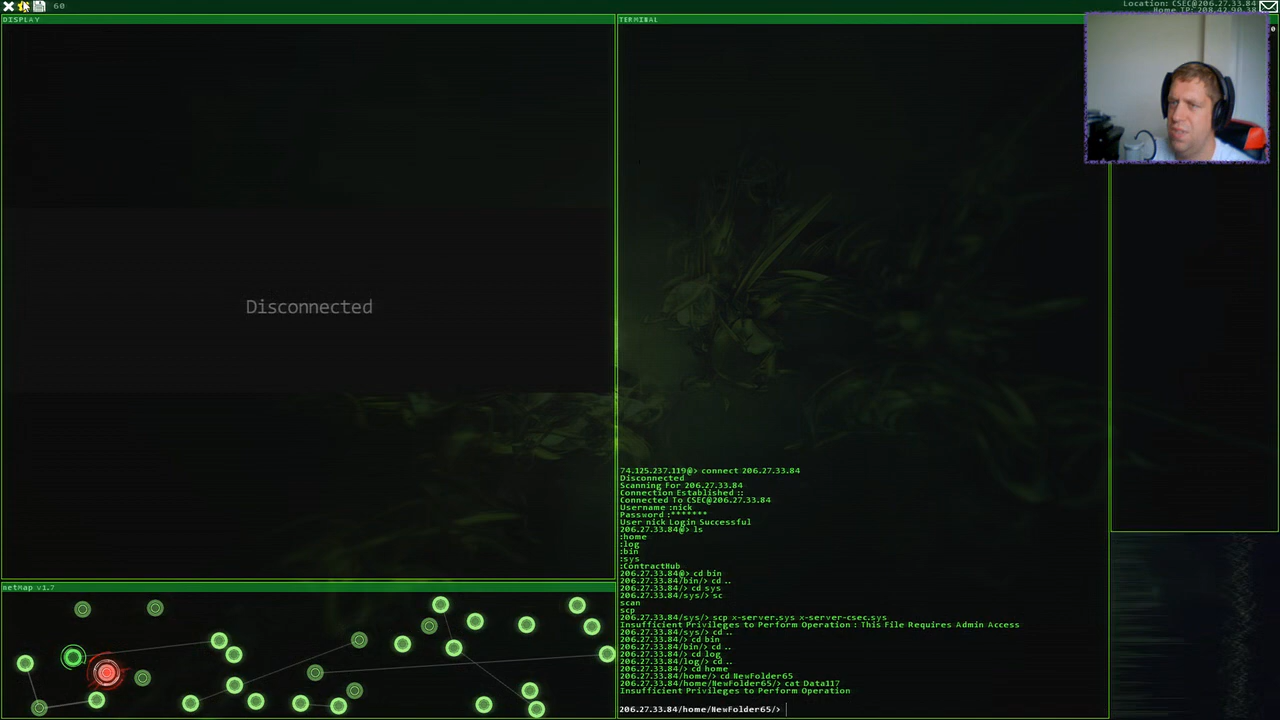 60
Location: CSEC@206.27.33.84
Home IP: 208.42.90.38
DISPLAY
TERMINAL
Disconnected
74.125.237.119@> connect 206.27.33.84
Disconnected
Scanning For 206.27.33.84
Connection Established ::
Connected To CSEC@206.27.33.84
Username :nick
Password :*******
User nick Login Successful
206.27.33.84@> ls
:home
:log
:bin
:sys
:ContractHub
206.27.33.84@> cd bin
206.27.33.84/bin/> cd ..
206.27.33.84/> cd sys
206.27.33.84/sys/> sc
scan
scp
206.27.33.84/sys/> scp x-server.sys x-server-csec.sys
Insufficient Privileges to Perform Operation : This File Requires Admin Access
206.27.33.84/sys/> cd ..
206.27.33.84/> cd bin
206.27.33.84/bin/> cd ..
206.27.33.84/> cd log
206.27.33.84/log/> cd ..
206.27.33.84/> cd home
206.27.33.84/home/> cd NewFolder65
206.27.33.84/home/NewFolder65/> cat Data117
Insufficient Privileges to Perform Operation
206.27.33.84/home/NewFolder65/>
netMap v1.7